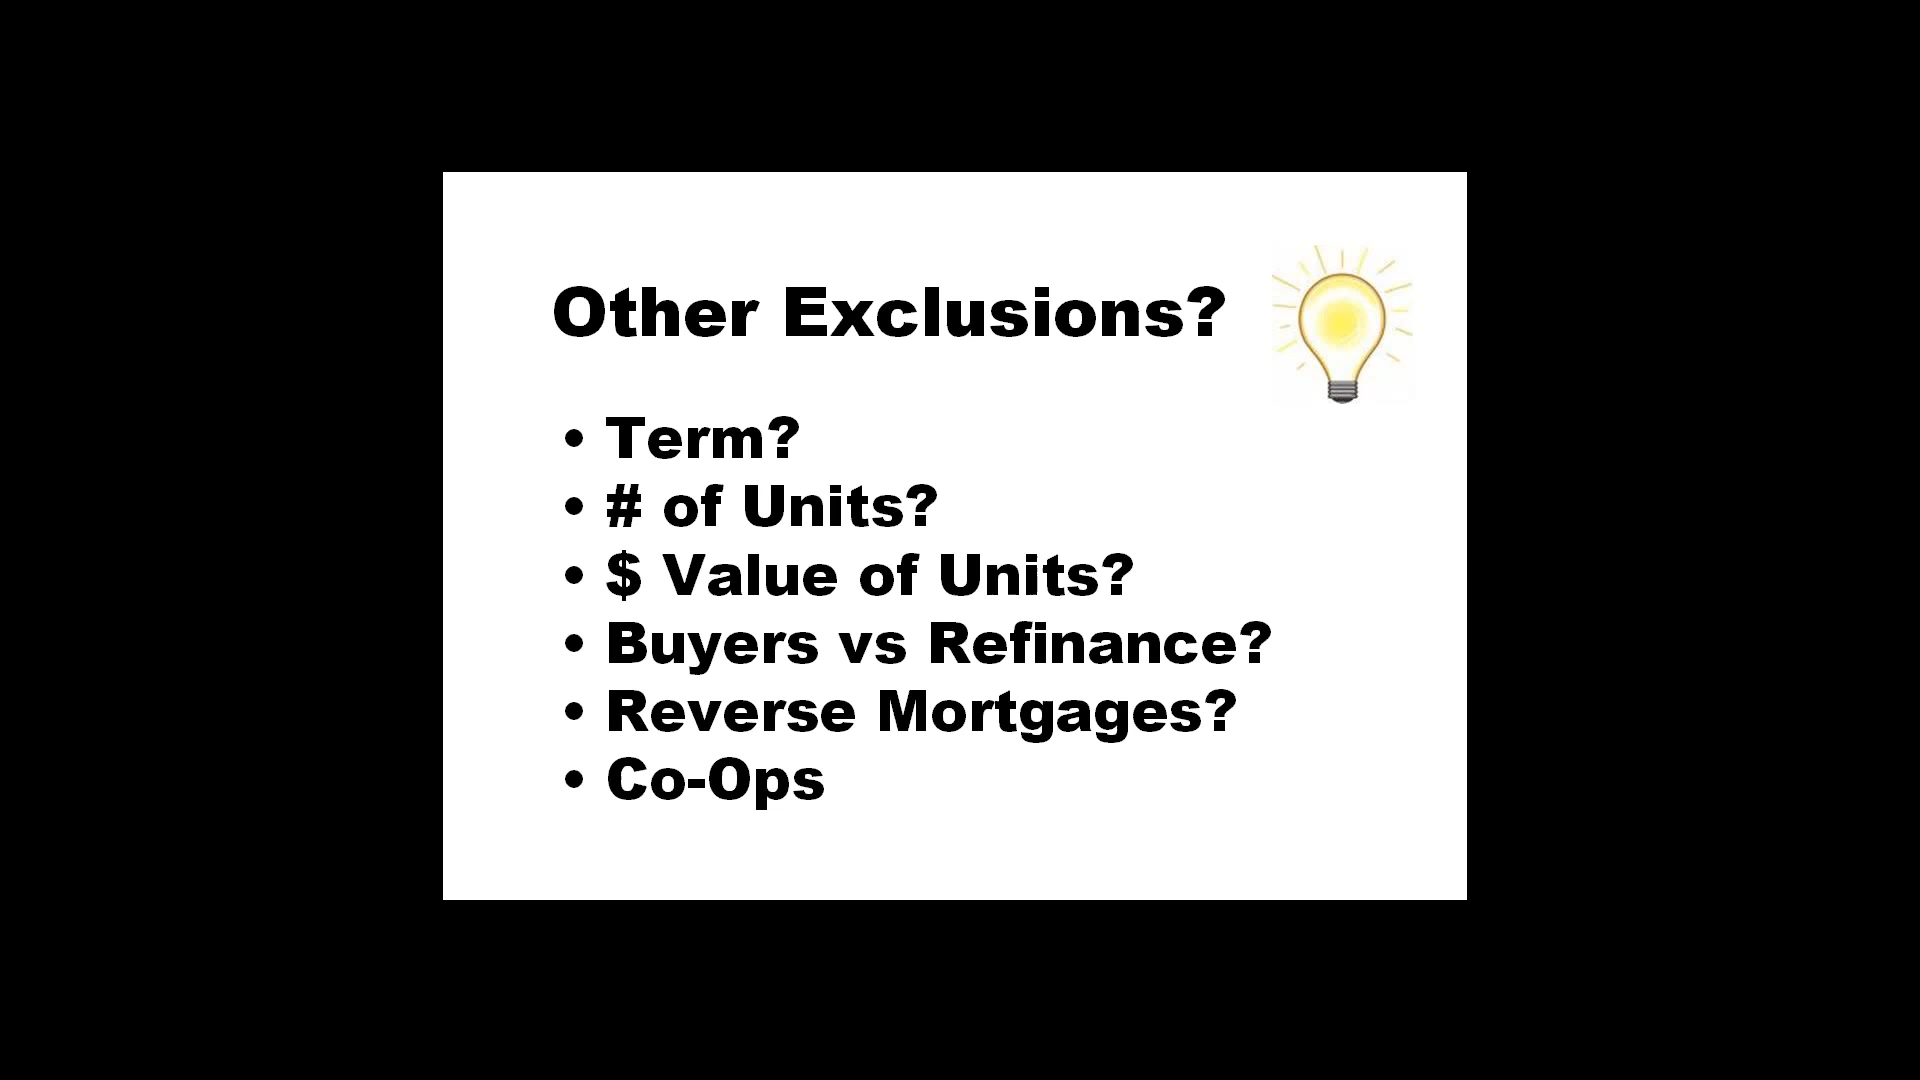 Other Exclusions?
• Term?
• # of Units?
• $ Value of Units?
• Buyers vs Refinance?
• Reverse Mortgages?
• Co-Ops